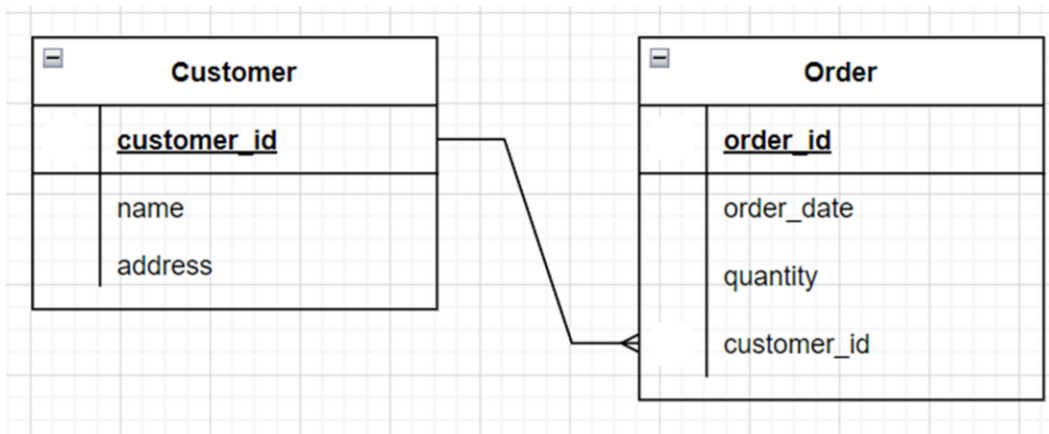 Customer
customer_id
name
address
Order
order_id
order_date
quantity
customer_id